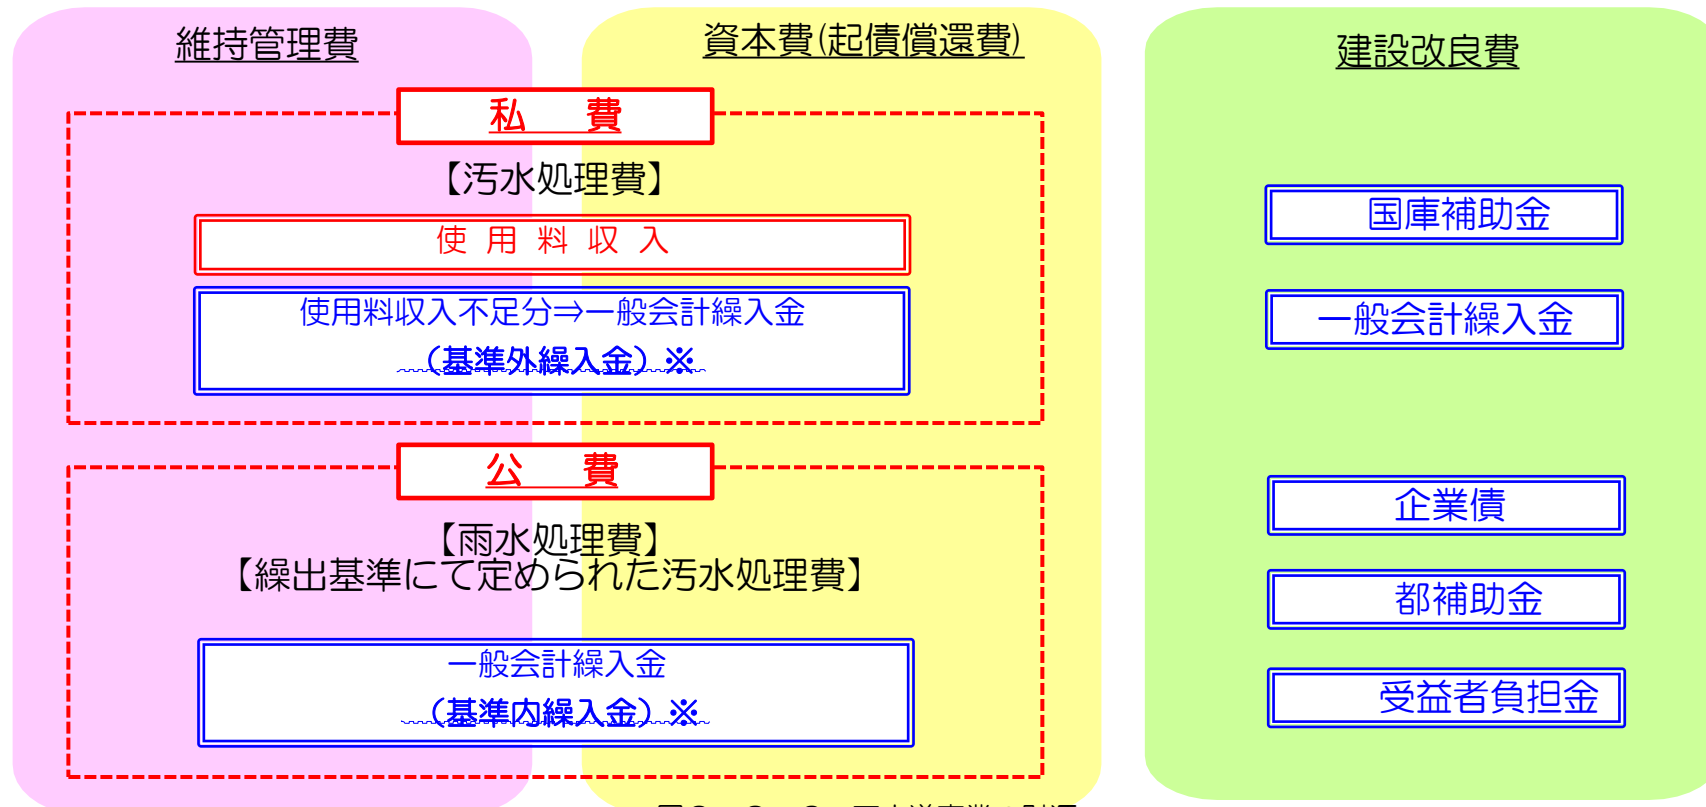 維持管理費
資本費(起債償還費)
建設改良費
私 費
【汚水処理費】
使 用 料 収 入
使用料収入不足分⇒一般会計繰入金
(基準外繰入金)※
公 費
【雨水処理費】
【繰出基準にて定められた汚水処理費】
一般会計繰入金
(基準内繰入金)※
国庫補助金
一般会計繰入金
企業債
都補助金
受益者負担金